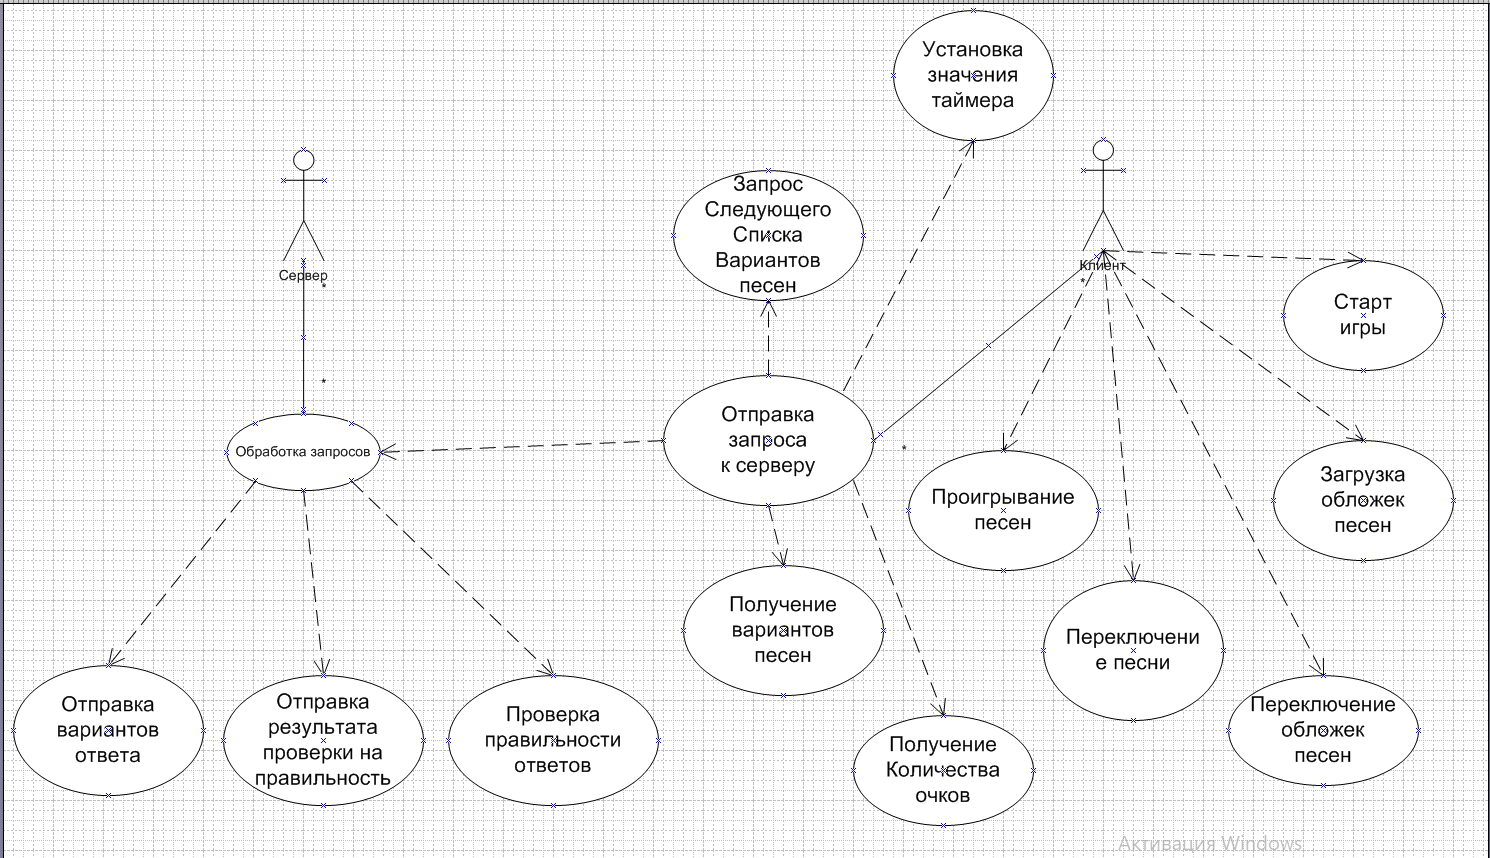 Установка
значения
таймера
Запрос
Следующего
Списка
Вариантов
песен
Сервер
*
*
Клиент
*
Старт
игры
Отправка
запроса
к серверу
*
Обработка запросов
Проигрывание
песен
Загрузка
обложек
песен
Получение
вариантов
песен
Переключени
е песни
Отправка
вариантов
ответа
Отправка
результата
проверки на
правильность
Проверка
правильности
ответов
Получение
Количества
очков
Переключение
обложек
песен
Активация Windows